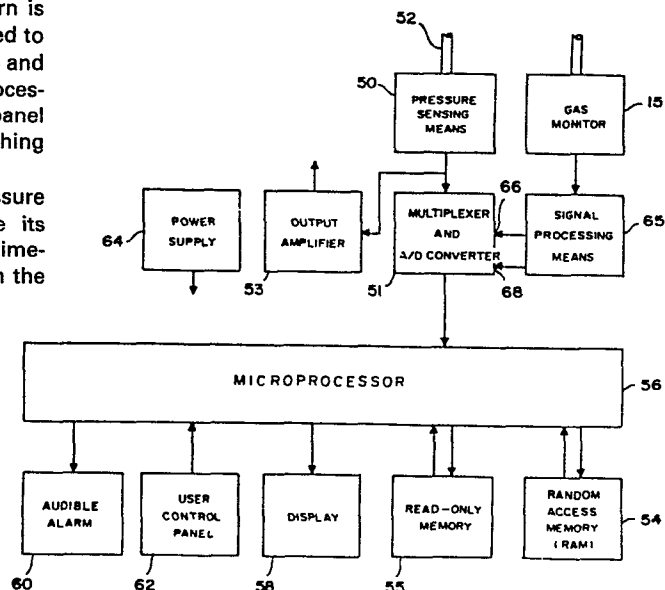 rn is
ed to
and
oces-
panel
hing
ssure
e its
ime-
n the
52
50
PRESSURE
SENSING
MEANS
GAS
MONITOR
15
64
POWER
SUPPLY
OUTPUT
AMPLIFIER
53
MULTIPLEXER
AND
A/D CONVERTER
51
66
68
SIGNAL
PROCESSING
MEANS
65
MICROPROCESSOR
56
AUDIBLE
ALARM
60
USER
CONTROL
PANEL
62
DISPLAY
58
READ-ONLY
MEMORY
55
RANDOM
ACCESS
MEMORY
(RAM)
54